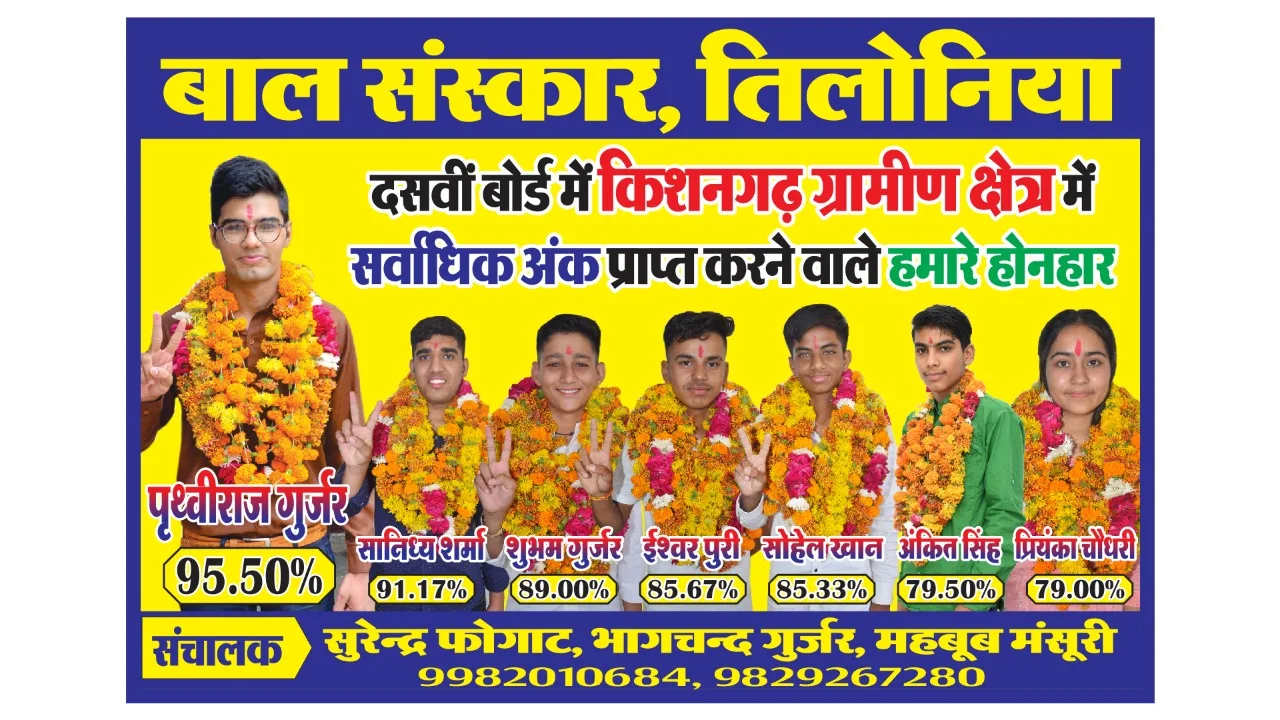 बाल संस्कार, तिलोनिया
दसवीं बोर्ड में किशनगढ़ ग्रामीण क्षेत्र में
सर्वाधिक अंक प्राप्त करने वाले हमारे होनहार
पृथ्वीराज गुर्जर
95.50%
सानिध्य शर्मा
91.17%
शुभम गुर्जर
89.00%
ईश्वर पुरी
85.67%
सोहेल खान
85.33%
अंकित सिंह
79.50%
प्रियंका चौधरी
79.00%
संचालक
सुरेन्द्र फोगाट, भागचन्द गुर्जर, महबूब मंसूरी
9982010684, 9829267280